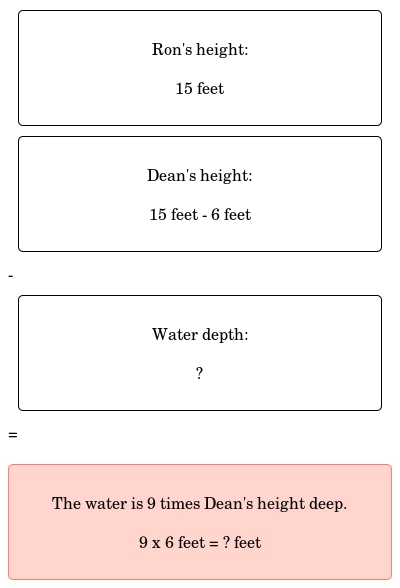 Ron's height:
15 feet
Dean's height:
15 feet - 6 feet
-
Water depth:
?
=
The water is 9 times Dean's height deep.
9 x 6 feet = ? feet